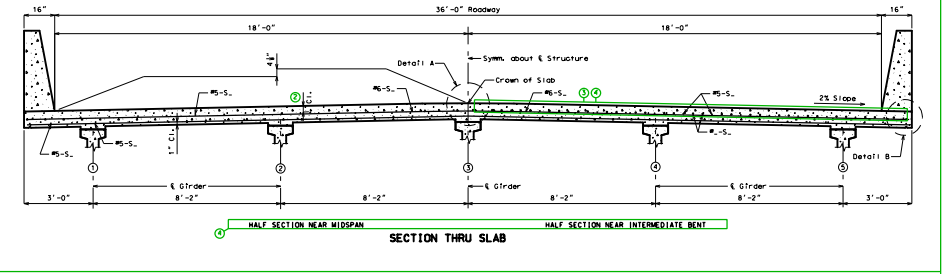 16" 36'-0" Roadway 16"
18'-0" 18'-0"
Symm. about ℄ Structure
Detail A
Crown of Slab
#5-S_ 2 #6-S_ #6-S_ 3 4 #5-S_ 2% Slope
1" Cl.
#5-S_ #5-S_ #_-S_
Detail B
1 2 3 4 5
℄ Girder ℄ Girder ℄ Girder
3'-0" 8'-2" 8'-2" 8'-2" 8'-2" 3'-0"
4 HALF SECTION NEAR MIDSPAN HALF SECTION NEAR INTERMEDIATE BENT
SECTION THRU SLAB